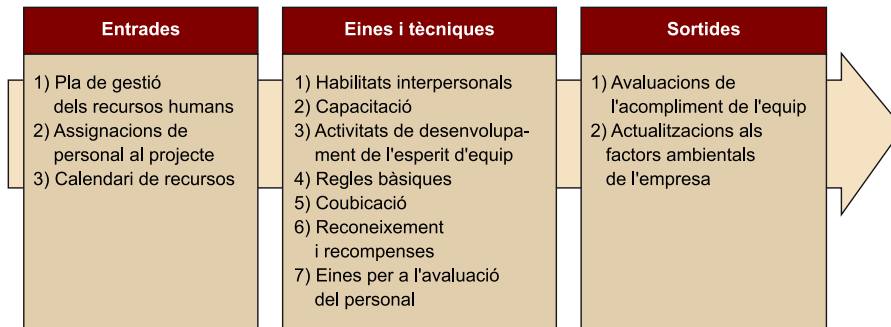 Entrades
1) Pla de gestió
dels recursos humans
2) Assignacions de
personal al projecte
3) Calendari de recursos
Eines i tècniques
1) Habilitats interpersonals
2) Capacitació
3) Activitats de desenvolupa-
ment de l'esperit d'equip
4) Regles bàsiques
5) Coubicació
6) Reconeixement
i recompenses
7) Eines per a l'avaluació
del personal
Sortides
1) Avaluacions de
l'acompliment de l'equip
2) Actualitzacions als
factors ambientals
de l'empresa